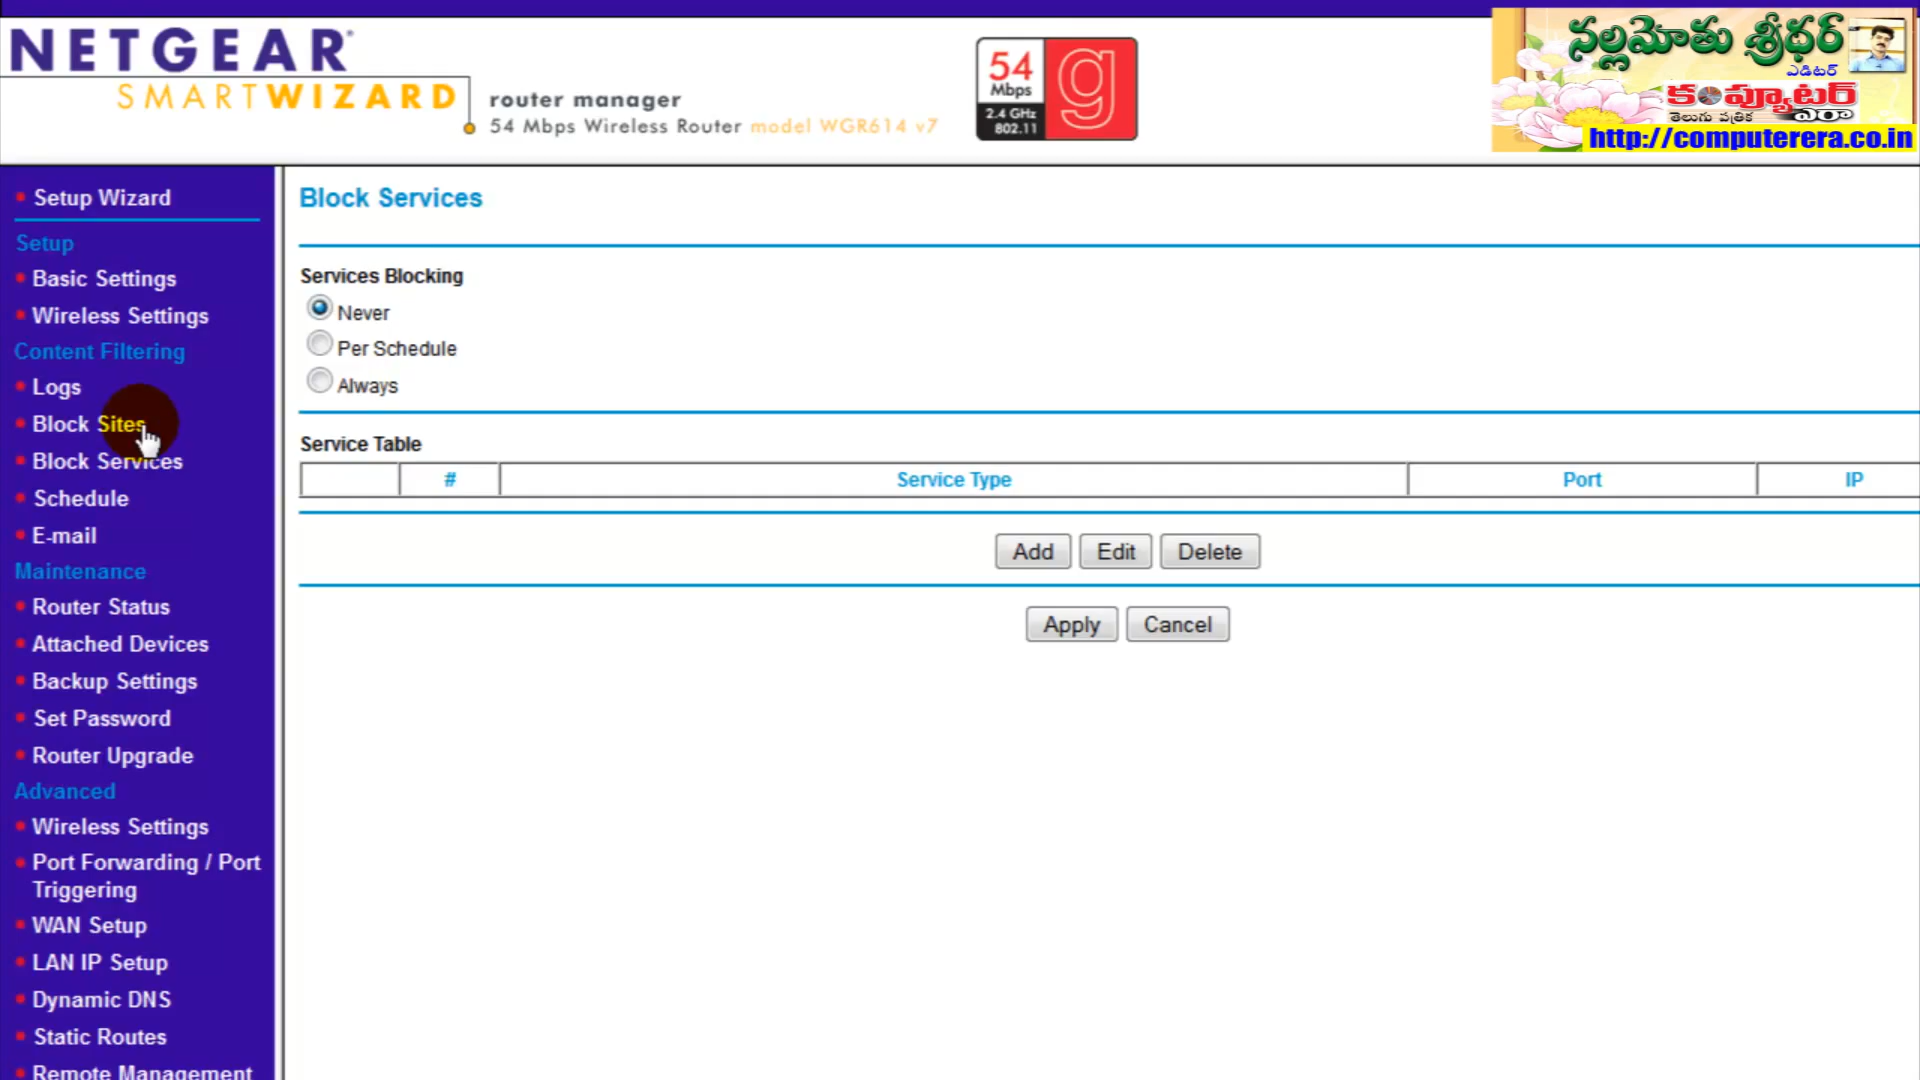 NETGEAR
SMARTWIZARD
router manager
54 Mbps Wireless Router model WGR614 v7
54
Mbps
2.4 GHz
802.11
g
నల్లమోతు శ్రీధర్
ఎడిటర్
కంప్యూటర్
తెలుగు పత్రిక ఎరా
http://computerera.co.in
Setup Wizard
Setup
Basic Settings
Wireless Settings
Content Filtering
Logs
Block Sites
Block Services
Schedule
E-mail
Maintenance
Router Status
Attached Devices
Backup Settings
Set Password
Router Upgrade
Advanced
Wireless Settings
Port Forwarding / Port
Triggering
WAN Setup
LAN IP Setup
Dynamic DNS
Static Routes
Remote Management
Block Services
Services Blocking
Never
Per Schedule
Always
Service Table
# Service Type Port IP
Add Edit Delete
Apply Cancel